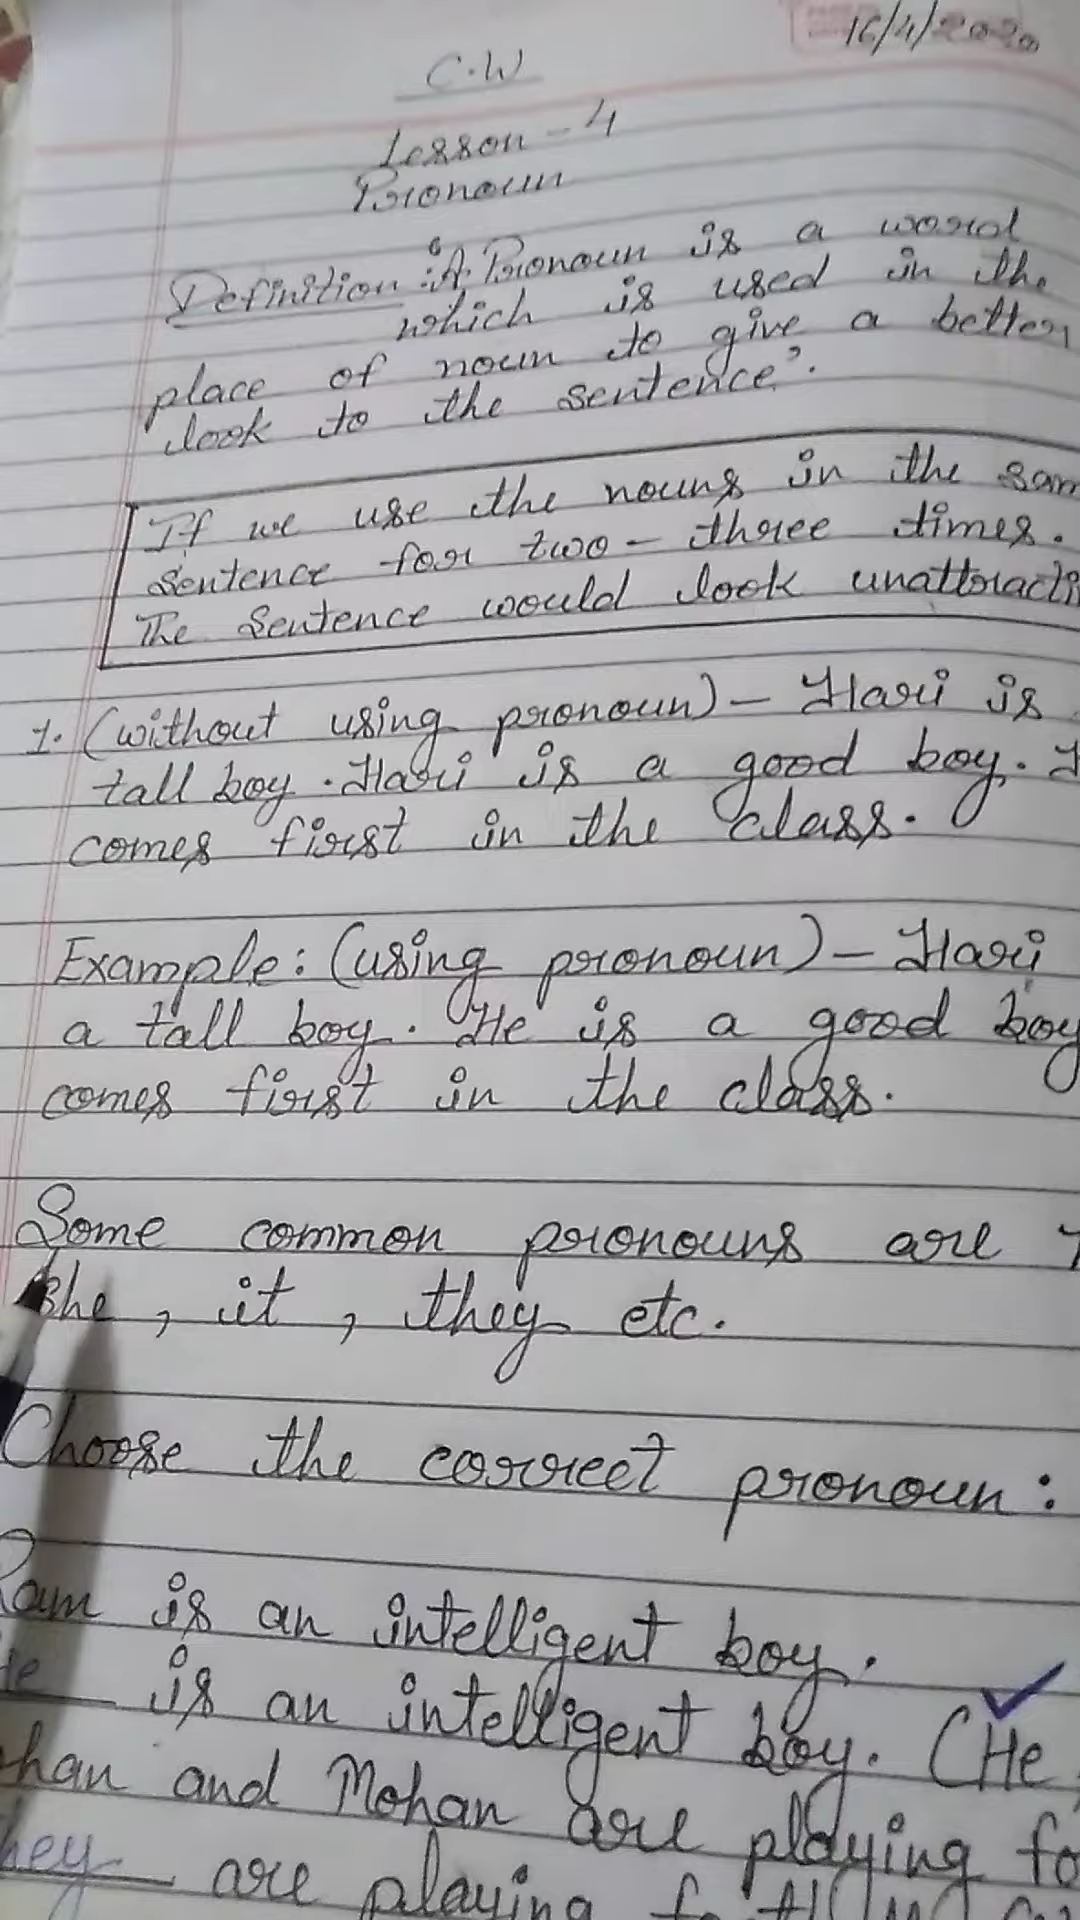 16/4/2020
C.W
Lesson - 4
Pronoun
Definition :"A Pronoun is a word
which is used in the
place of noun to give a better
look to the sentence".
If we use the nouns in the
Sentence for two - three times.
The Sentence would look
1. (without using pronoun) - Hari is
tall boy. Hari is a good boy.
comes first in the class.
Example: (using pronoun) - Hari
a tall boy. He is a good boy
comes first in the class.
Some common pronouns are
She, it, they etc.
Choose the correct pronoun:
Ram is an intelligent boy.
is an intelligent boy. (He
and Mohan are playing
are playing